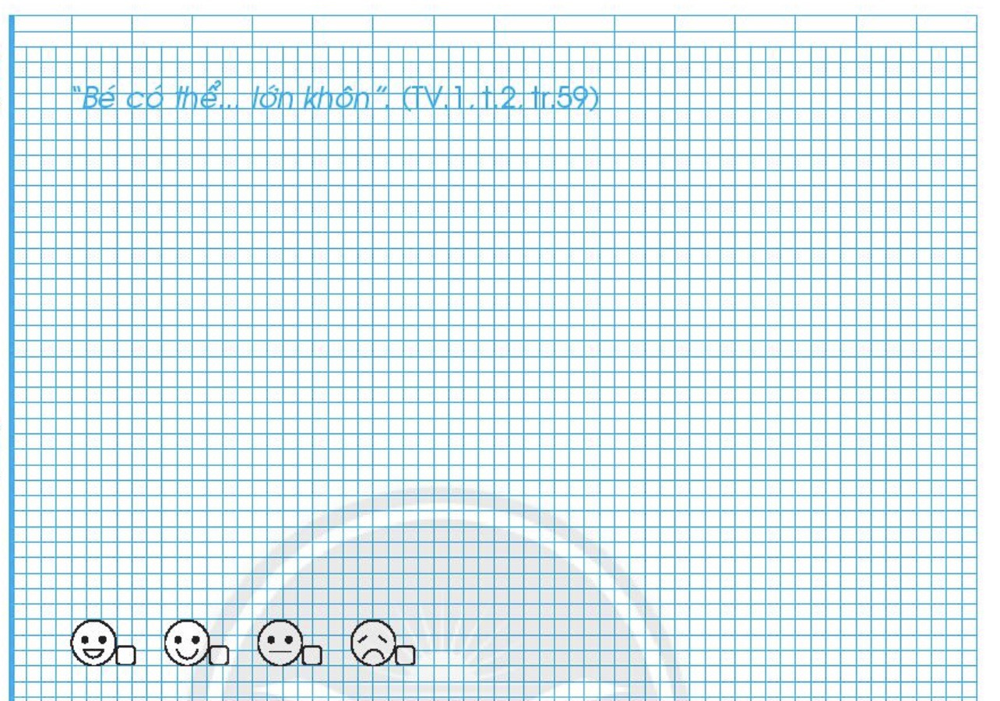 “Bé có thể... lớn khôn”. (TV.1, t.2, tr.59)